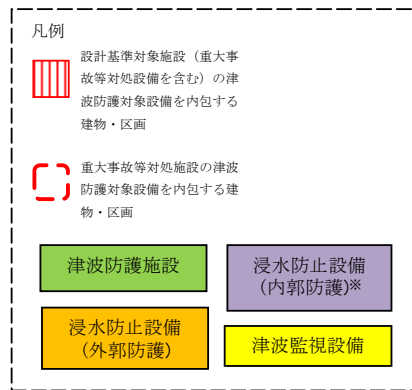 凡例
設計基準対象施設（重大事
故等対処設備を含む）の津
波防護対象設備を内包する
建物・区画
重大事故等対処施設の津波
防護対象設備を内包する建
物・区画
津波防護施設
浸水防止設備
(内郭防護)※
浸水防止設備
(外郭防護)
津波監視設備